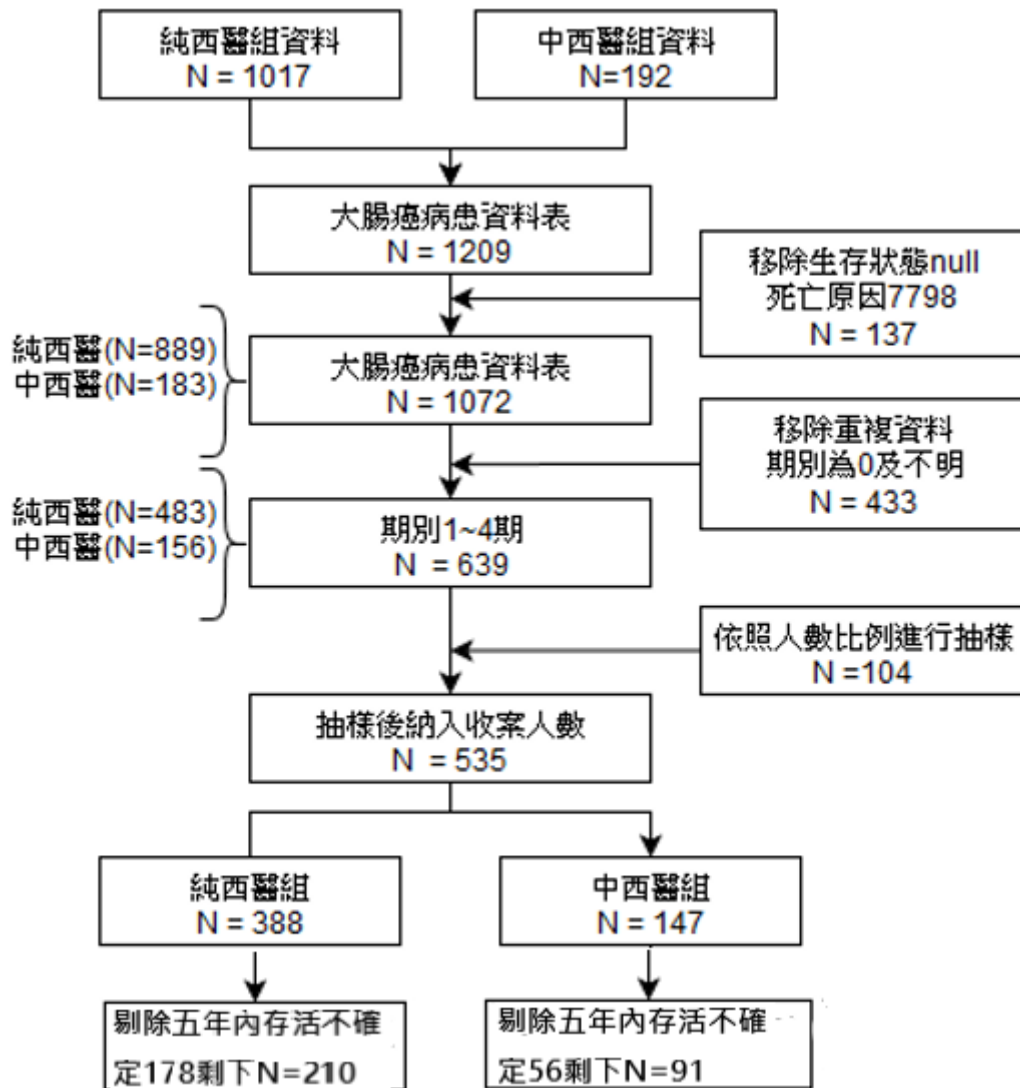 純西醫組資料
N = 1017
中西醫組資料
N=192
大腸癌病患資料表
N = 1209
移除生存狀態null
死亡原因7798
N = 137
純西醫(N=889)
中西醫(N=183)
大腸癌病患資料表
N = 1072
移除重複資料
期別為0及不明
N = 433
純西醫(N=483)
中西醫(N=156)
期別1~4期
N = 639
依照人數比例進行抽樣
N =104
抽樣後納入收案人數
N = 535
純西醫組
N = 388
中西醫組
N = 147
剔除五年內存活不確
定178剩下N=210
剔除五年內存活不確
定56剩下N=91